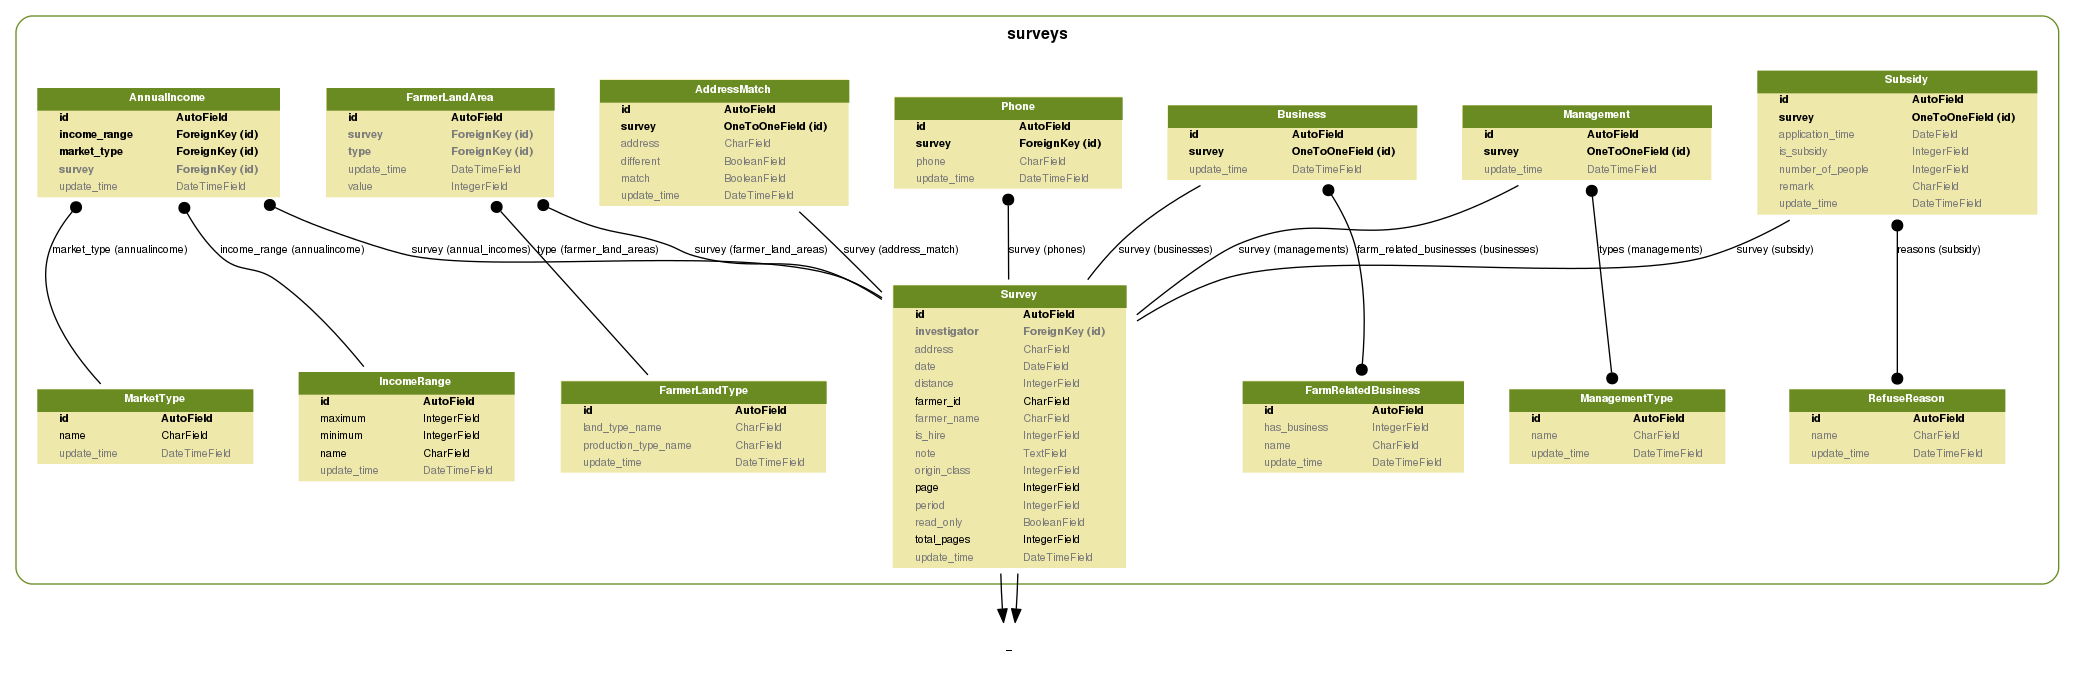 surveys
AnnualIncome
id AutoField
income_range ForeignKey (id)
market_type ForeignKey (id)
survey ForeignKey (id)
update_time DateTimeField
FarmerLandArea
id AutoField
survey ForeignKey (id)
type ForeignKey (id)
update_time DateTimeField
value IntegerField
AddressMatch
id AutoField
survey OneToOneField (id)
address CharField
different BooleanField
match BooleanField
update_time DateTimeField
Phone
id AutoField
survey ForeignKey (id)
phone CharField
update_time DateTimeField
Business
id AutoField
survey OneToOneField (id)
update_time DateTimeField
Management
id AutoField
survey OneToOneField (id)
update_time DateTimeField
Subsidy
id AutoField
survey OneToOneField (id)
application_time DateField
is_subsidy IntegerField
number_of_people IntegerField
remark CharField
update_time DateTimeField
market_type (annualincome)
income_range (annualincome)
survey (annual_incomes)
type (farmer_land_areas)
survey (farmer_land_areas)
survey (address_match)
survey (phones)
survey (businesses)
survey (managements)
farm_related_businesses (businesses)
types (managements)
survey (subsidy)
reasons (subsidy)
MarketType
id AutoField
name CharField
update_time DateTimeField
IncomeRange
id AutoField
maximum IntegerField
minimum IntegerField
name CharField
update_time DateTimeField
FarmerLandType
id AutoField
land_type_name CharField
production_type_name CharField
update_time DateTimeField
Survey
id AutoField
investigator ForeignKey (id)
address CharField
date DateField
distance IntegerField
farmer_id CharField
farmer_name CharField
is_hire IntegerField
note TextField
origin_class IntegerField
page IntegerField
period IntegerField
read_only BooleanField
total_pages IntegerField
update_time DateTimeField
FarmRelatedBusiness
id AutoField
has_business IntegerField
name CharField
update_time DateTimeField
ManagementType
id AutoField
name CharField
update_time DateTimeField
RefuseReason
id AutoField
name CharField
update_time DateTimeField
_